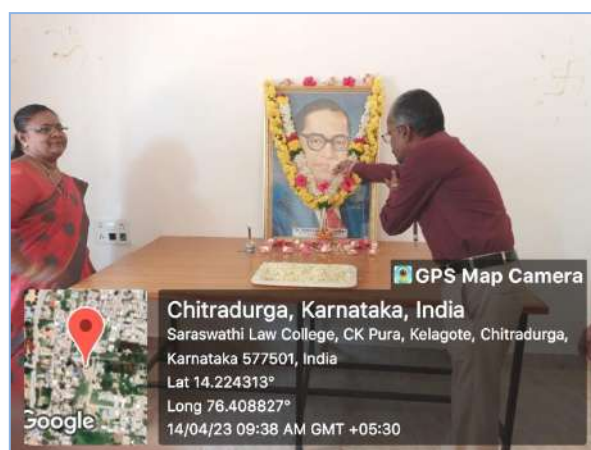 GPS Map Camera
Chitradurga, Karnataka, India
Saraswathi Law College, CK Pura, Kelagote, Chitradurga,
Karnataka 577501, India
Lat 14.224313°
Long 76.408827°
14/04/23 09:38 AM GMT +05:30
Google